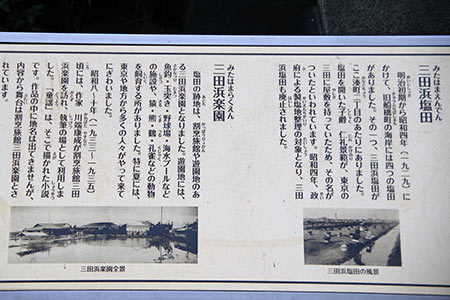 みたはまえんでん
三田浜塩田
明治初期から昭和四年（一九二九）に
かけて、旧船橋町の海岸には四つの塩田
がありました。その一つ、三田浜塩田が
ここ湊町二丁目のあたりにありました。
塩田を開いた子爵 仁礼景範が、東京の
三田に屋敷を持っていたため、その名が
ついたといわれています。昭和四年、政
府による製塩地整理の対象となり、三田
浜塩田も廃止されました。
三田浜塩田の風景
みたはまらくえん
三田浜楽園
塩田の跡地は、割烹旅館や遊園地のあ
る三田浜楽園となりました。遊園地には、
魚釣・玉突き・野球場・海水プールなど
の施設や、猿・熊・鶴・孔雀などの動物
を飼育する所がありました。特に夏には、
東京や地方から多くの人々がやって来て
にぎわいました。
昭和八～十年（一九三三～一九三五）
頃には、作家 川端康成が割烹旅館三田
浜楽園を訪れ、執筆の場として利用しま
した。「童謡」は、そこで描かれた小説
です。作品の中に地名は出てきませんが、
内容から舞台は割烹旅館三田浜楽園とさ
れています。
三田浜楽園全景